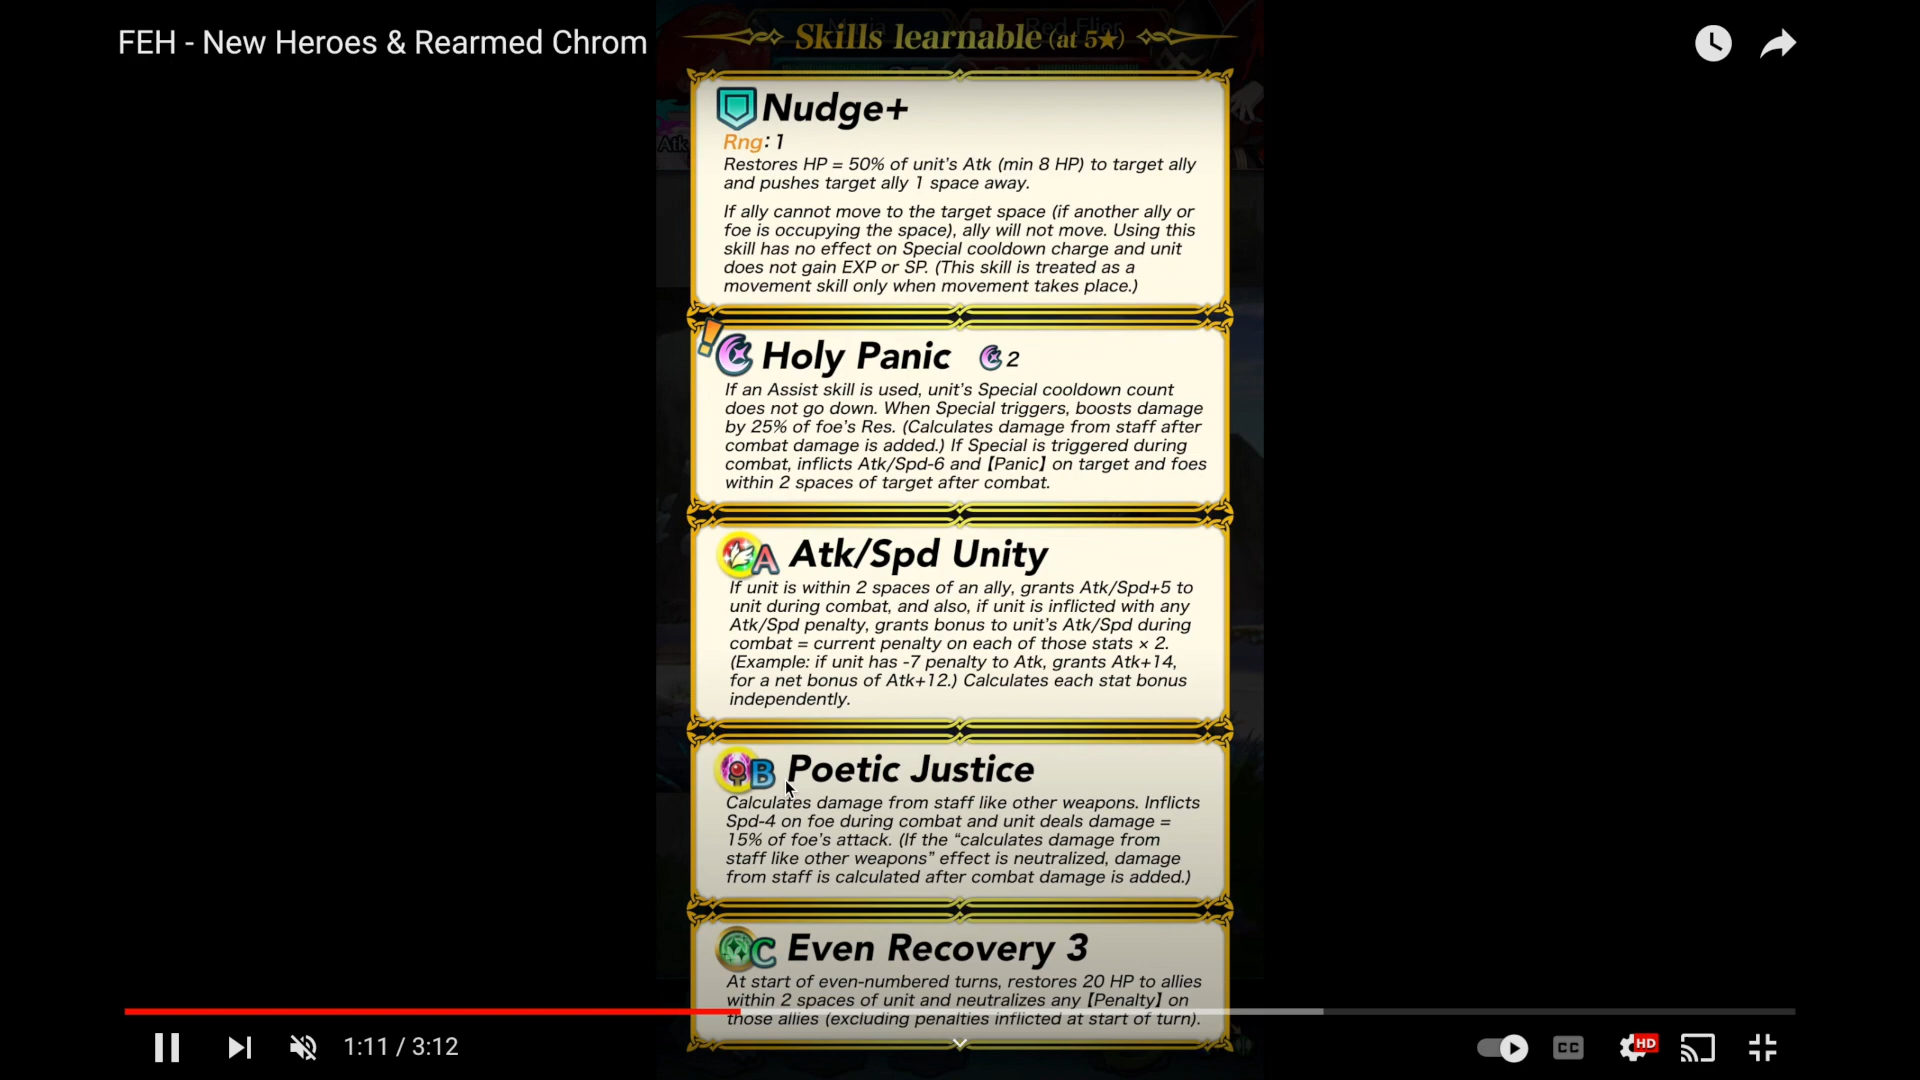 FEH - New Heroes & Rearmed Chrom
Red Flier
Skills learnable (at 5★)
Nudge+
Rng: 1
Restores HP = 50% of unit's Atk (min 8 HP) to target ally
and pushes target ally 1 space away.
If ally cannot move to the target space (if another ally or
foe is occupying the space), ally will not move. Using this
skill has no effect on Special cooldown charge and unit
does not gain EXP or SP. (This skill is treated as a
movement skill only when movement takes place.)
Atk
Holy Panic 2
If an Assist skill is used, unit's Special cooldown count
does not go down. When Special triggers, boosts damage
by 25% of foe's Res. (Calculates damage from staff after
combat damage is added.) If Special is triggered during
combat, inflicts Atk/Spd-6 and【Panic】on target and foes
within 2 spaces of target after combat.
A Atk/Spd Unity
If unit is within 2 spaces of an ally, grants Atk/Spd+5 to
unit during combat, and also, if unit is inflicted with any
Atk/Spd penalty, grants bonus to unit's Atk/Spd during
combat = current penalty on each of those stats × 2.
(Example: if unit has -7 penalty to Atk, grants Atk+14,
for a net bonus of Atk+12.) Calculates each stat bonus
independently.
B Poetic Justice
Calculates damage from staff like other weapons. Inflicts
Spd-4 on foe during combat and unit deals damage =
15% of foe's attack. (If the "calculates damage from
staff like other weapons" effect is neutralized, damage
from staff is calculated after combat damage is added.)
C Even Recovery 3
At start of even-numbered turns, restores 20 HP to allies
within 2 spaces of unit and neutralizes any【Penalty】on
those allies (excluding penalties inflicted at start of turn).
1:11 / 3:12
CC
HD